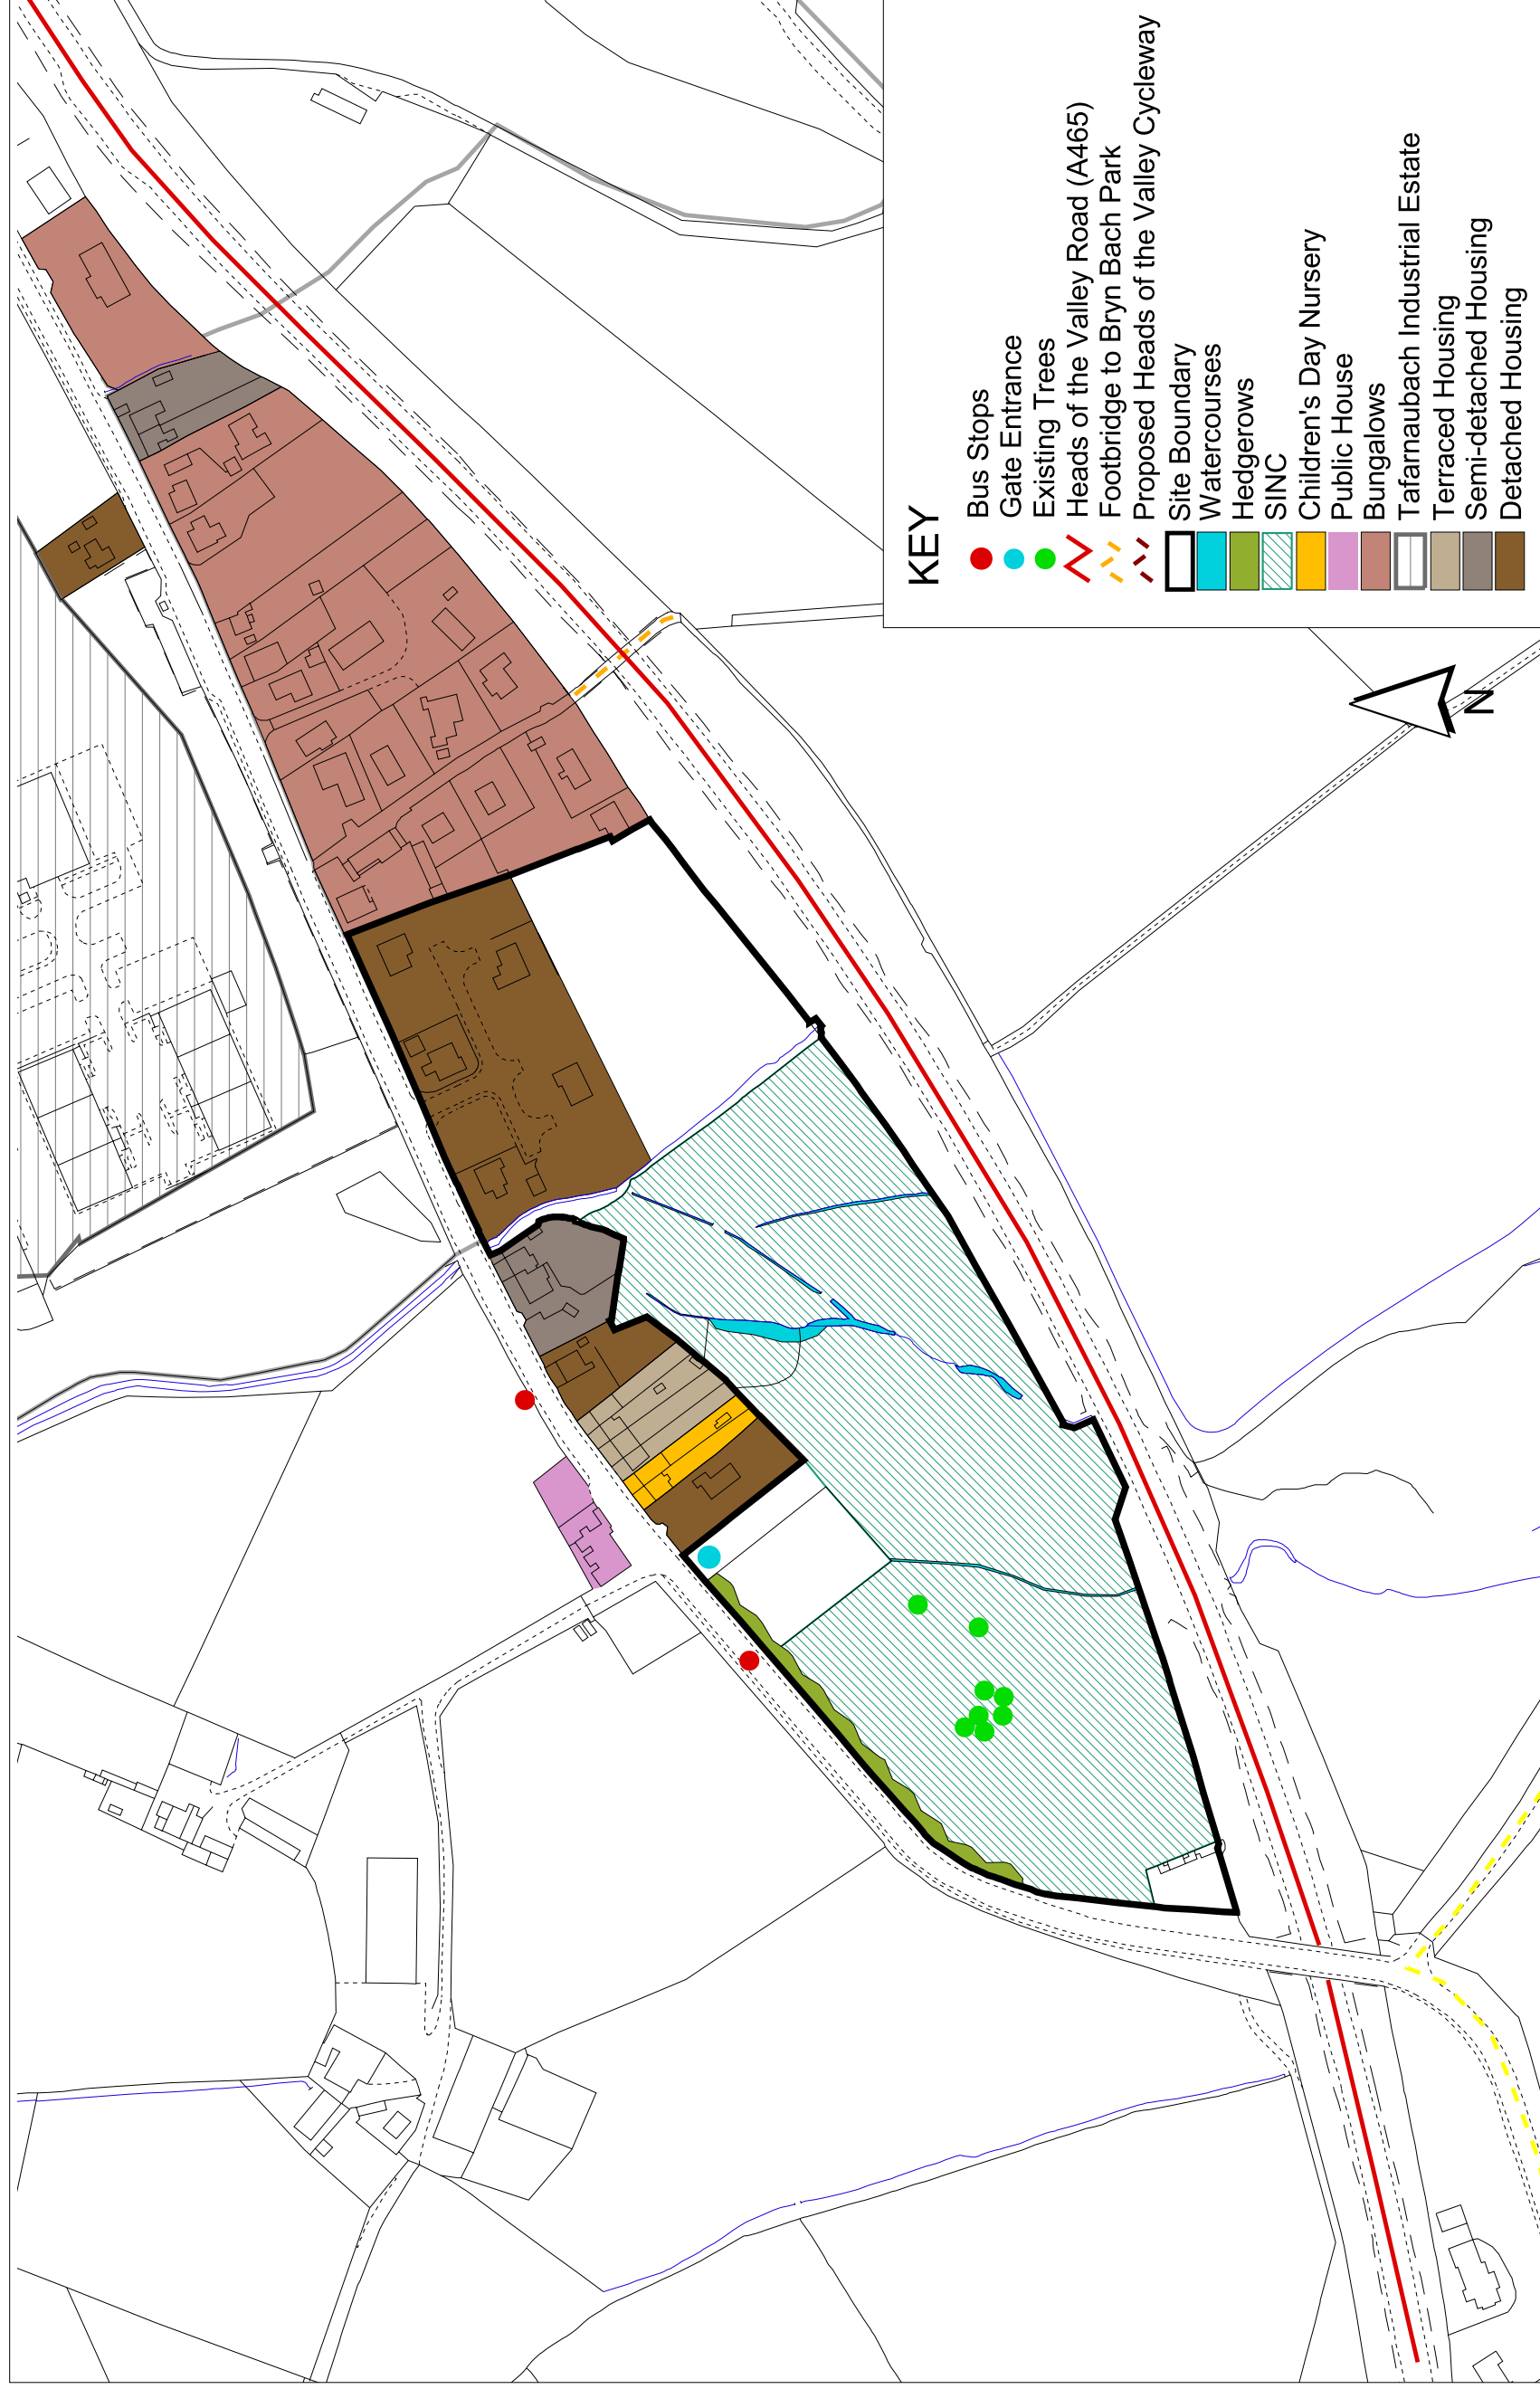 KEY
Bus Stops
Gate Entrance
Existing Trees
Heads of the Valley Road (A465)
Footbridge to Bryn Bach Park
Proposed Heads of the Valley Cycleway
Site Boundary
Watercourses
Hedgerows
SINC
Children's Day Nursery
Public House
Bungalows
Tafarnaubach Industrial Estate
Terraced Housing
Semi-detached Housing
Detached Housing
N